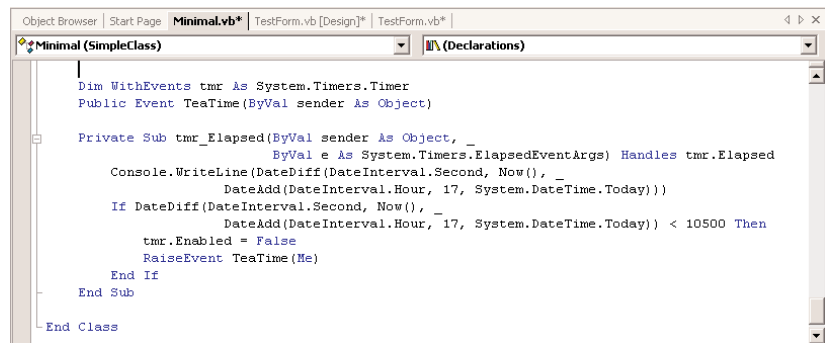 Object Browser | Start Page | Minimal.vb* | TestForm.vb [Design]* | TestForm.vb* |
Minimal (SimpleClass) (Declarations)
Dim WithEvents tmr As System.Timers.Timer
Public Event TeaTime(ByVal sender As Object)
Private Sub tmr_Elapsed(ByVal sender As Object, _
ByVal e As System.Timers.ElapsedEventArgs) Handles tmr.Elapsed
Console.WriteLine(DateDiff(DateInterval.Second, Now(), _
DateAdd(DateInterval.Hour, 17, System.DateTime.Today)))
If DateDiff(DateInterval.Second, Now(), _
DateAdd(DateInterval.Hour, 17, System.DateTime.Today)) < 10500 Then
tmr.Enabled = False
RaiseEvent TeaTime(Me)
End If
End Sub
End Class